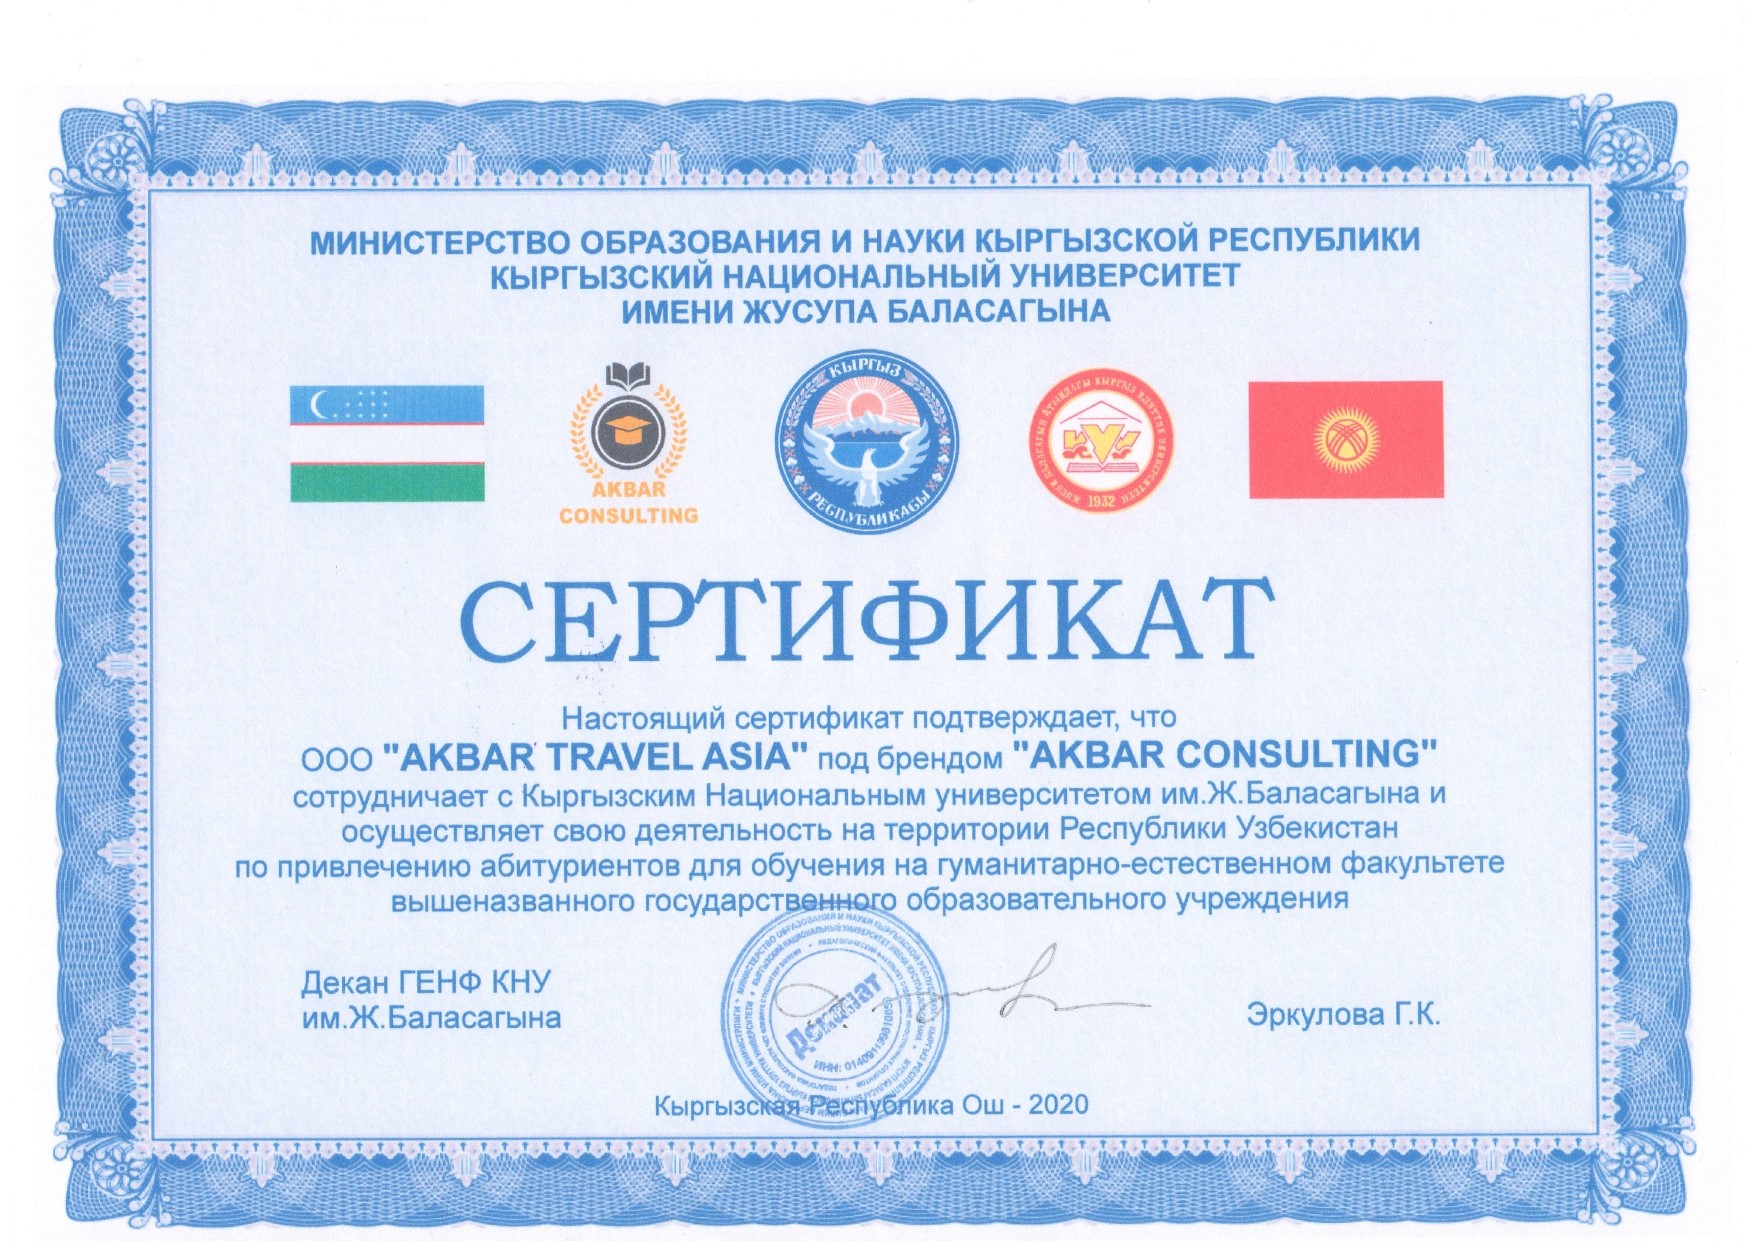 МИНИСТЕРСТВО ОБРАЗОВАНИЯ И НАУКИ КЫРГЫЗСКОЙ РЕСПУБЛИКИ
КЫРГЫЗСКИЙ НАЦИОНАЛЬНЫЙ УНИВЕРСИТЕТ
ИМЕНИ ЖУСУПА БАЛАСАГЫНА
AKBAR
CONSULTING
КЫРГЫЗ
РЕСПУБЛИКАСЫ
1932
СЕРТИФИКАТ
Настоящий сертификат подтверждает, что
ООО "AKBAR TRAVEL ASIA" под брендом "AKBAR CONSULTING"
сотрудничает с Кыргызским Национальным университетом им.Ж.Баласагына и
осуществляет свою деятельность на территории Республики Узбекистан
по привлечению абитуриентов для обучения на гуманитарно-естественном факультете
вышеназванного государственного образовательного учреждения
Декан ГЕНФ КНУ
им.Ж.Баласагына
Деканат
ИНН:
Эркулова Г.К.
Кыргызская Республика Ош - 2020